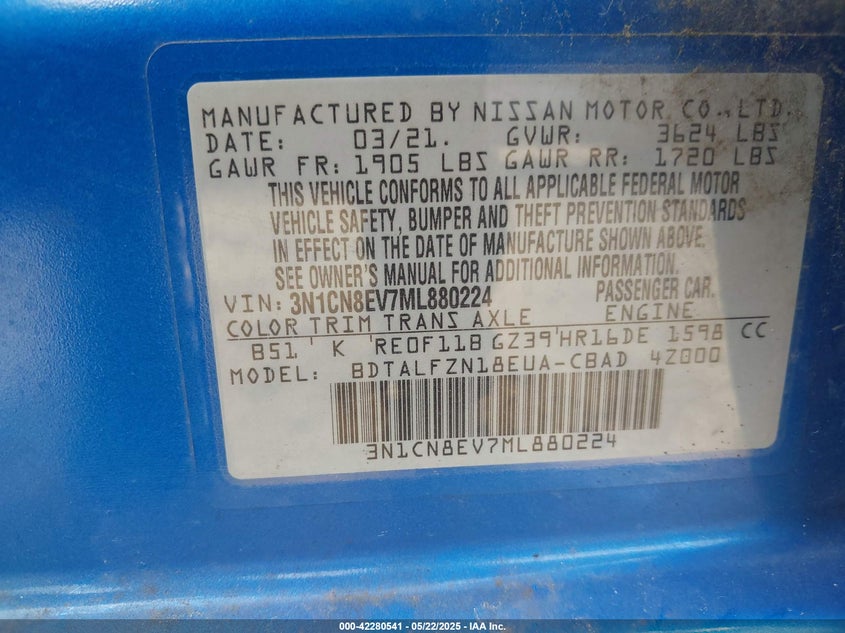 MANUFACTURED BY NISSAN MOTOR CO., LTD.
DATE: 03/21. GVWR: 3624 LBS
GAWR FR: 1905 LBS GAWR RR: 1720 LBS
THIS VEHICLE CONFORMS TO ALL APPLICABLE FEDERAL MOTOR
VEHICLE SAFETY, BUMPER AND THEFT PREVENTION STANDARDS
IN EFFECT ON THE DATE OF MANUFACTURE SHOWN ABOVE.
SEE OWNER'S MANUAL FOR ADDITIONAL INFORMATION.
VIN: 3N1CN8EV7ML880224 PASSENGER CAR.
COLOR TRIM TRANS AXLE ENGINE
B51 ' K RE0F11B GZ39 'HR16DE 1598 CC
MODEL: BDTALFZN18EUA-CBAD 4Z000
3N1CN8EV7ML880224
000-42280541 - 05/22/2025 - IAA Inc.